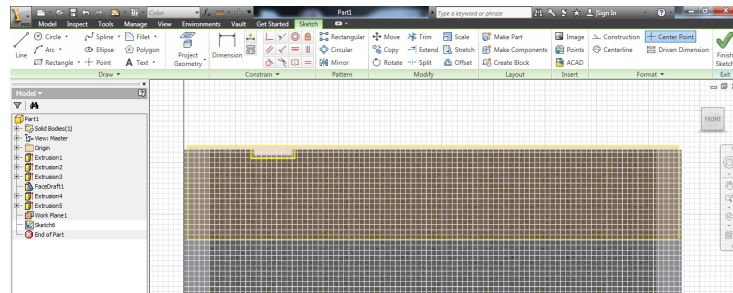 Color
Part1
Type a keyword or phrase
Sign In
Model Inspect Tools Manage View Environments Vault Get Started Sketch
Line
Circle
Arc
Rectangle
Spline
Ellipse
Point
Fillet
Polygon
Text
Project Geometry
Dimension
Rectangular
Circular
Mirror
Move
Copy
Rotate
Trim
Extend
Split
Scale
Stretch
Offset
Make Part
Make Components
Create Block
Image
Points
ACAD
Construction
Centerline
Center Point
Driven Dimension
Finish Sketch
Draw Constrain Pattern Modify Layout Insert Format Exit
Model
Part1
Solid Bodies(1)
View: Master
Origin
Extrusion1
Extrusion2
Extrusion3
FaceDraft1
Extrusion4
Extrusion5
Work Plane1
Sketch6
End of Part
FRONT